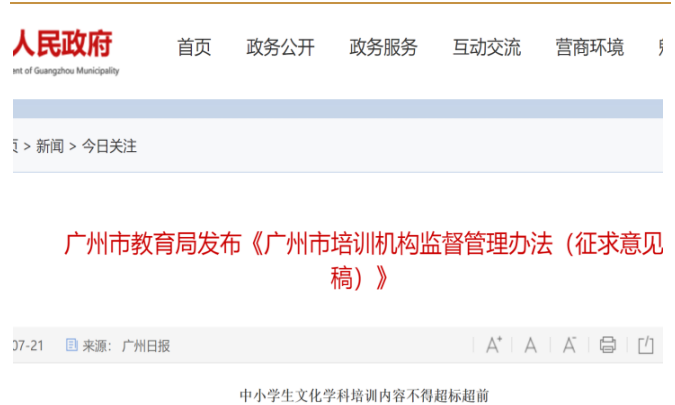 人民政府
ent of Guangzhou Municipality
首页 政务公开 政务服务 互动交流 营商环境
> 新闻 > 今日关注
广州市教育局发布《广州市培训机构监督管理办法（征求意见
稿）》
07-21 来源： 广州日报 A+ A A-
中小学生文化学科培训内容不得超标超前